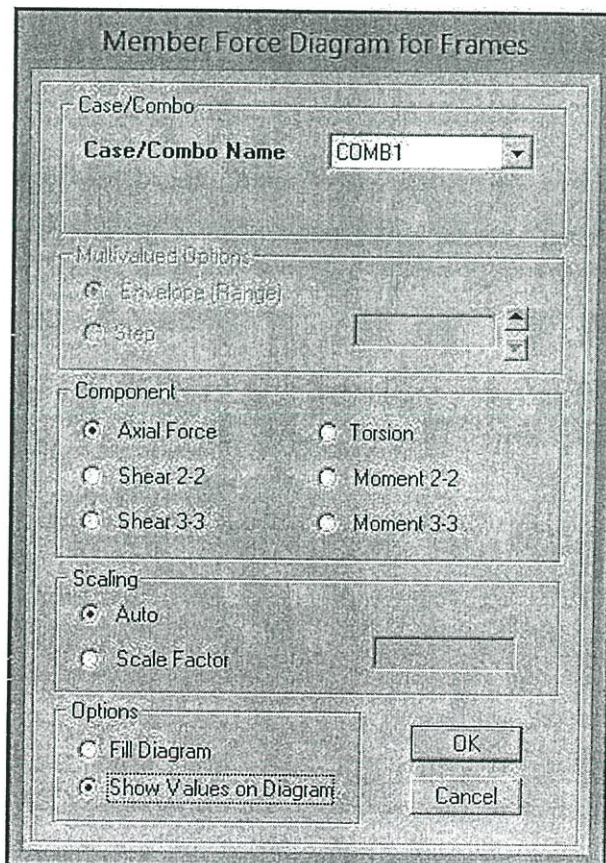 Member Force Diagram for Frames
Case/Combo
Case/Combo Name COMB1
Multivalued Options
Envelope (Range)
Step
Component
Axial Force Torsion
Shear 2-2 Moment 2-2
Shear 3-3 Moment 3-3
Scaling
Auto
Scale Factor
Options
Fill Diagram
Show Values on Diagram
OK
Cancel